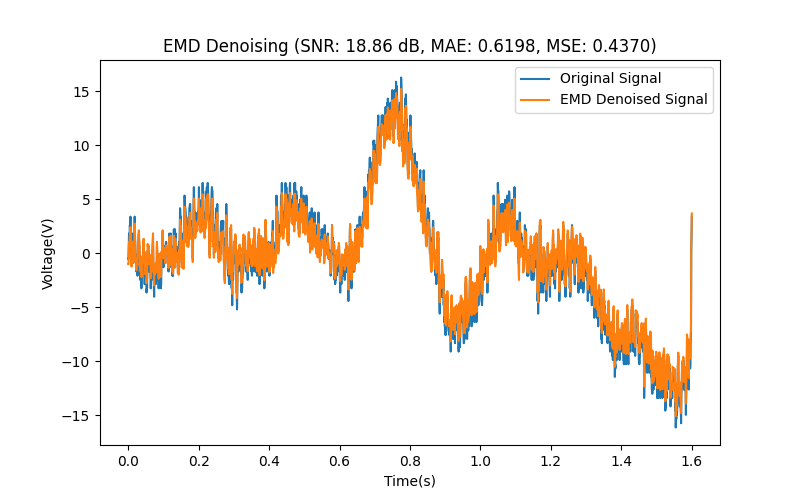 EMD Denoising (SNR: 18.86 dB, MAE: 0.6198, MSE: 0.4370)
Original Signal
EMD Denoised Signal
15
10
5
0
−5
−10
−15
Voltage(V)
0.0 0.2 0.4 0.6 0.8 1.0 1.2 1.4 1.6
Time(s)